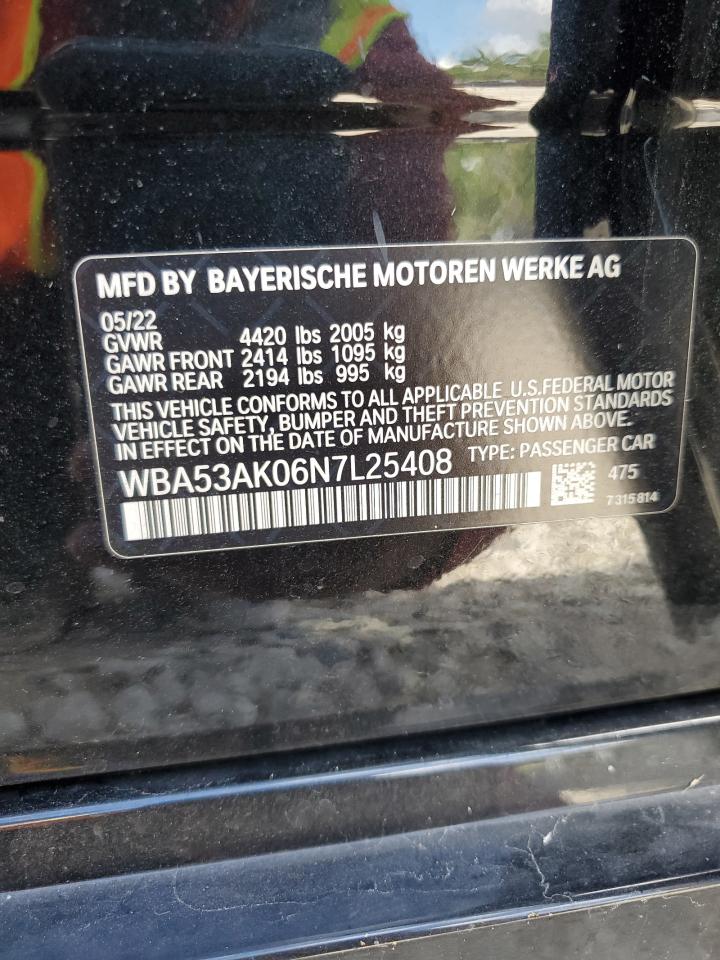 MFD BY BAYERISCHE MOTOREN WERKE AG
05/22
GVWR 4420 lbs 2005 kg
GAWR FRONT 2414 lbs 1095 kg
GAWR REAR 2194 lbs 995 kg
THIS VEHICLE CONFORMS TO ALL APPLICABLE U.S.FEDERAL MOTOR
VEHICLE SAFETY, BUMPER AND THEFT PREVENTION STANDARDS
IN EFFECT ON THE DATE OF MANUFACTURE SHOWN ABOVE.
WBA53AK06N7L25408 TYPE: PASSENGER CAR
475
7315814